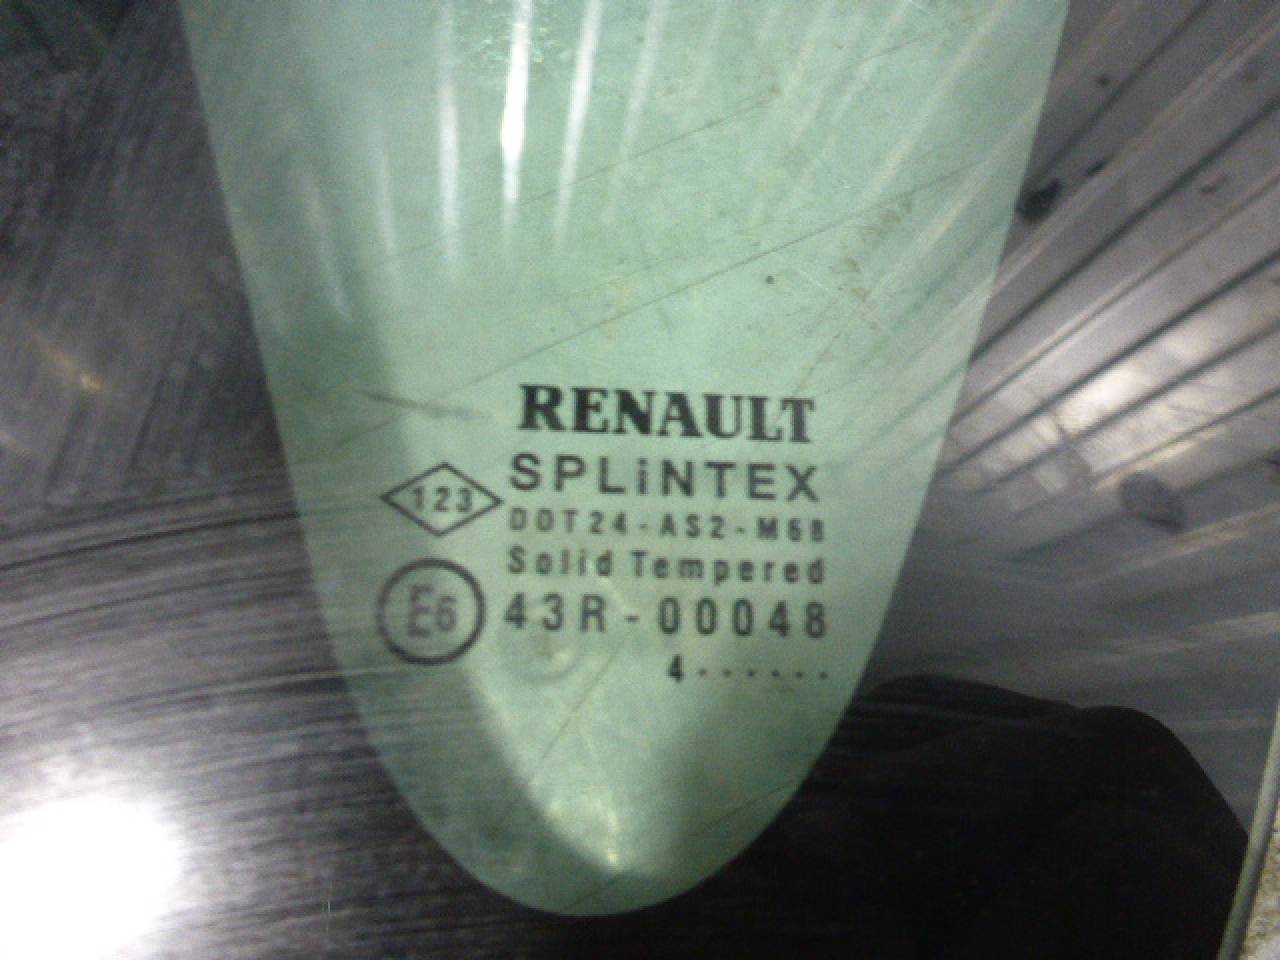 RENAULT
SPLiNTEX
123
DOT24-AS2-M68
Solid Tempered
E6
43R-00048
4······